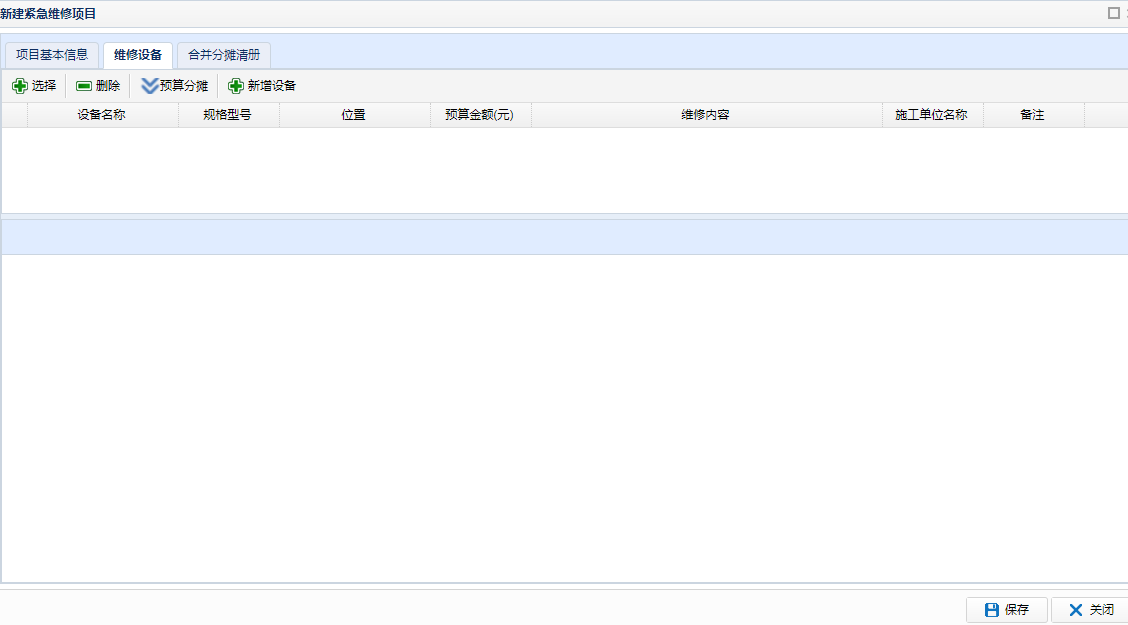 新建紧急维修项目
项目基本信息 维修设备 合并分摊清册
选择 删除 预算分摊 新增设备
设备名称 规格型号 位置 预算金额(元) 维修内容 施工单位名称 备注
保存 关闭